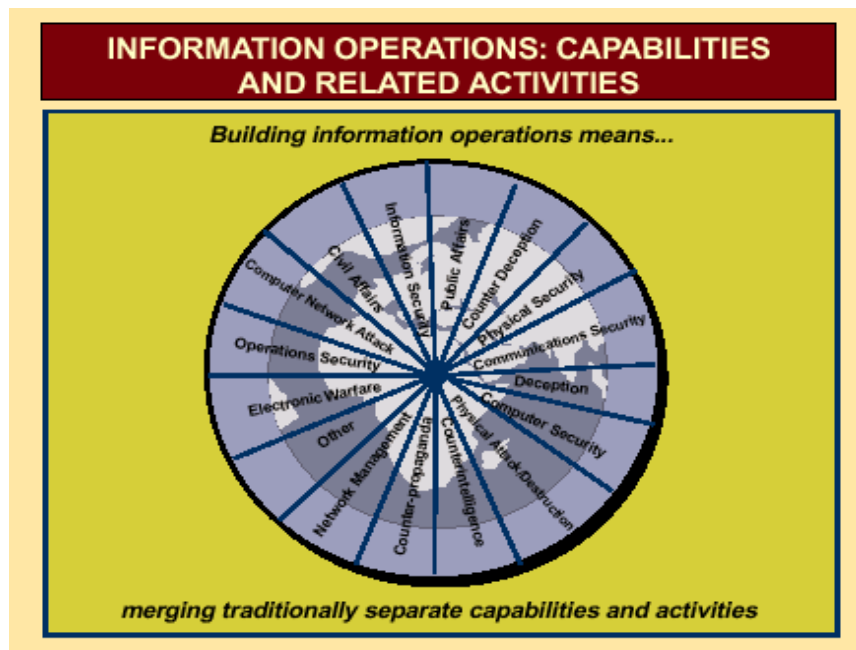 INFORMATION OPERATIONS: CAPABILITIES
AND RELATED ACTIVITIES
Building information operations means...
Public Affairs
Counter Deception
Physical Security
Communications Security
Deception
Computer Security
Physical Attack/Destruction
Counterintelligence
Counter-propaganda
Network Management
Other
Electronic Warfare
Operations Security
Computer Network Attack
Civil Affairs
Information Security
merging traditionally separate capabilities and activities